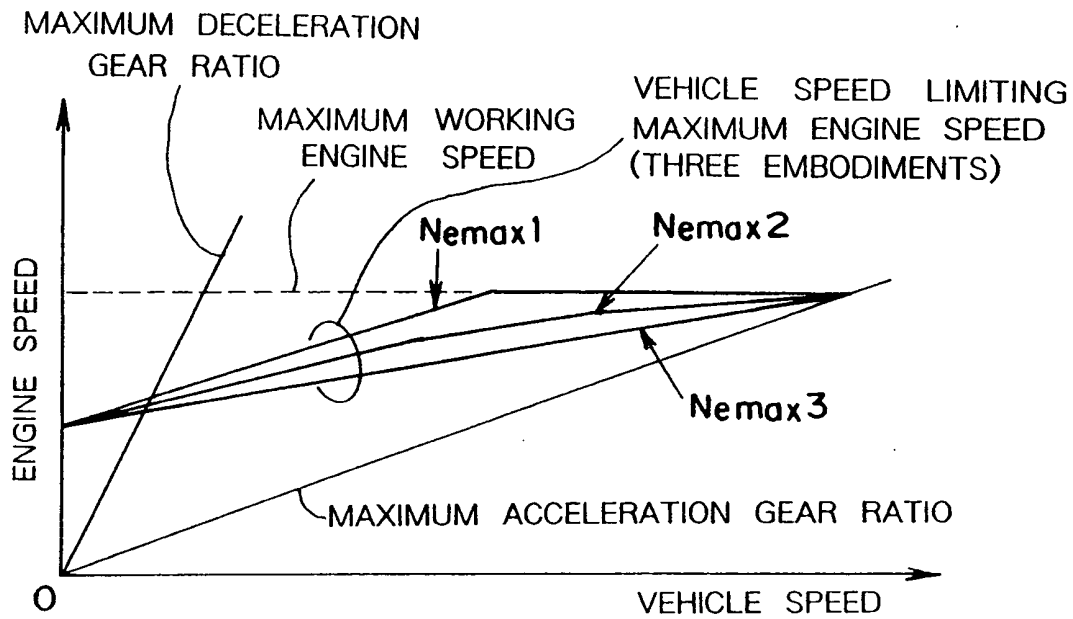 MAXIMUM DECELERATION
GEAR RATIO
MAXIMUM WORKING
ENGINE SPEED
VEHICLE SPEED LIMITING
MAXIMUM ENGINE SPEED
(THREE EMBODIMENTS)
Nemax1
Nemax2
Nemax3
ENGINE SPEED
MAXIMUM ACCELERATION GEAR RATIO
O
VEHICLE SPEED